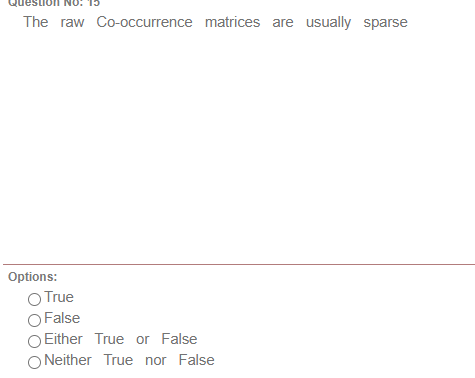 Question No: 15
The raw Co-occurrence matrices are usually sparse
Options:
True
False
Either True or False
Neither True nor False